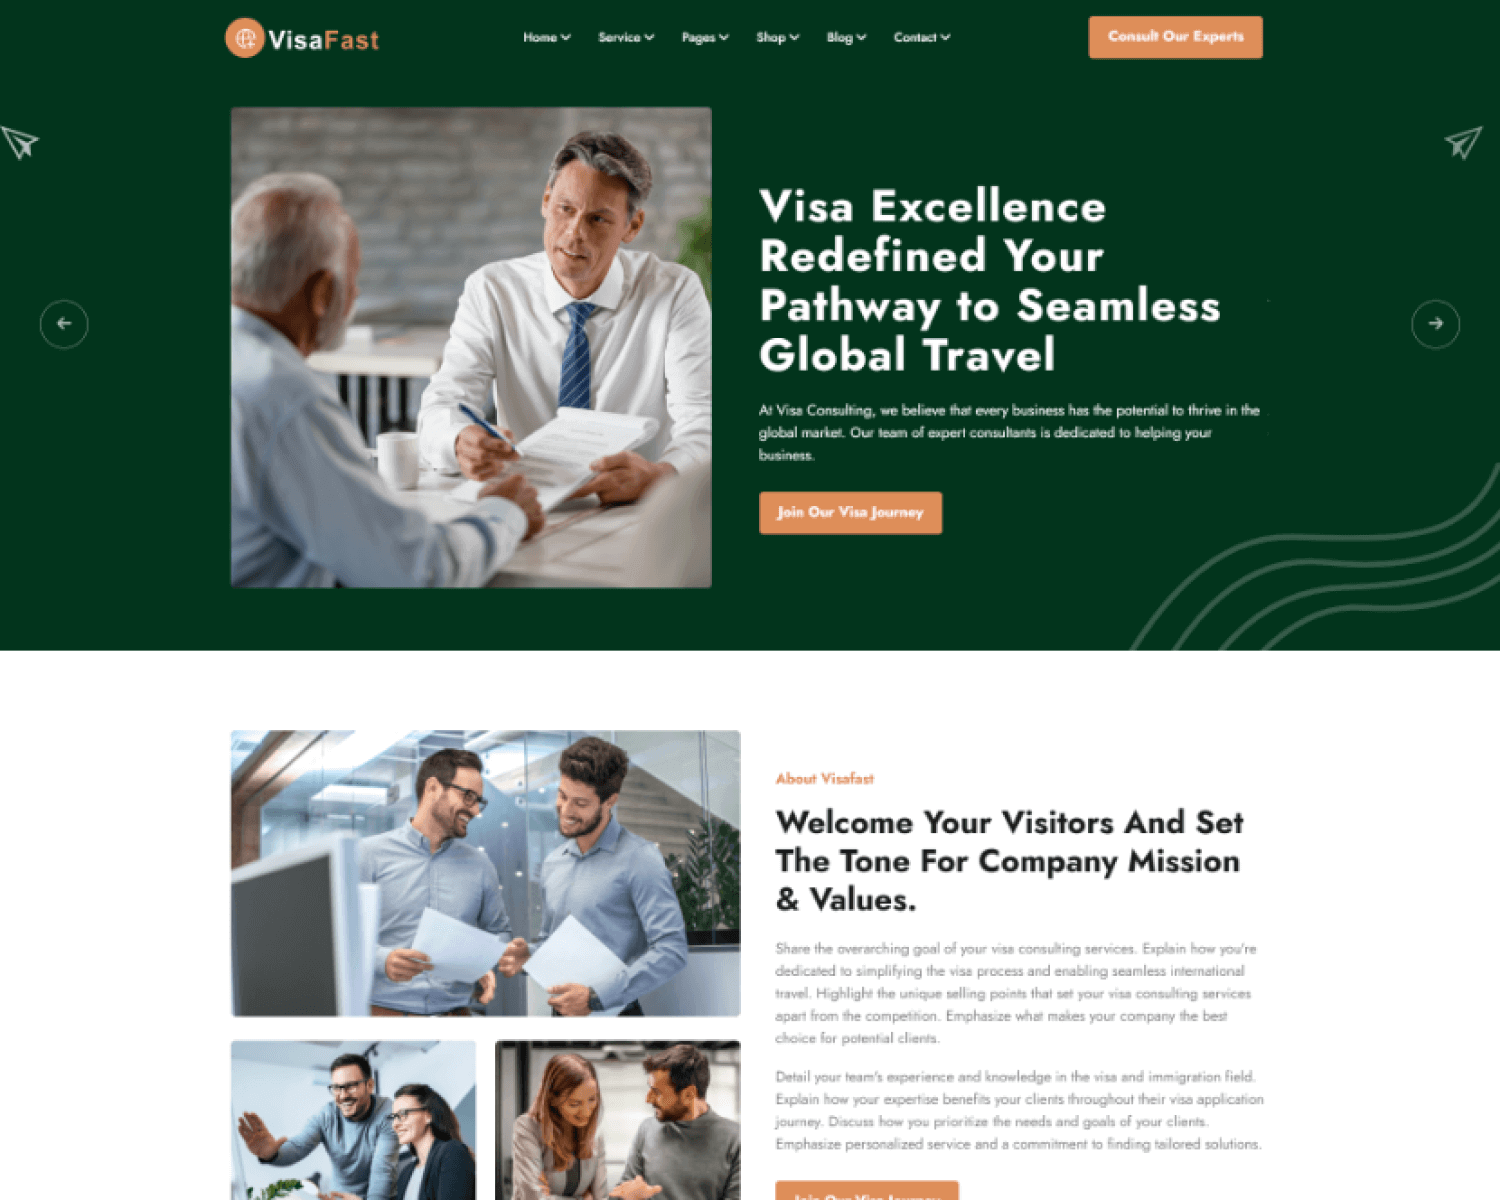 VisaFast
Home
Service
Pages
Shop
Blog
Contact
Consult Our Experts
Visa Excellence
Redefined Your
Pathway to Seamless
Global Travel
At Visa Consulting, we believe that every business has the potential to thrive in the
global market. Our team of expert consultants is dedicated to helping your
business.
Join Our Visa Journey
About Visafast
Welcome Your Visitors And Set
The Tone For Company Mission
& Values.
Share the overarching goal of your visa consulting services. Explain how you're
dedicated to simplifying the visa process and enabling seamless international
travel. Highlight the unique selling points that set your visa consulting services
apart from the competition. Emphasize what makes your company the best
choice for potential clients.
Detail your team's experience and knowledge in the visa and immigration field.
Explain how your expertise benefits your clients throughout their visa application
journey. Discuss how you prioritize the needs and goals of your clients.
Emphasize personalized service and a commitment to finding tailored solutions.
Join Our Visa Journey